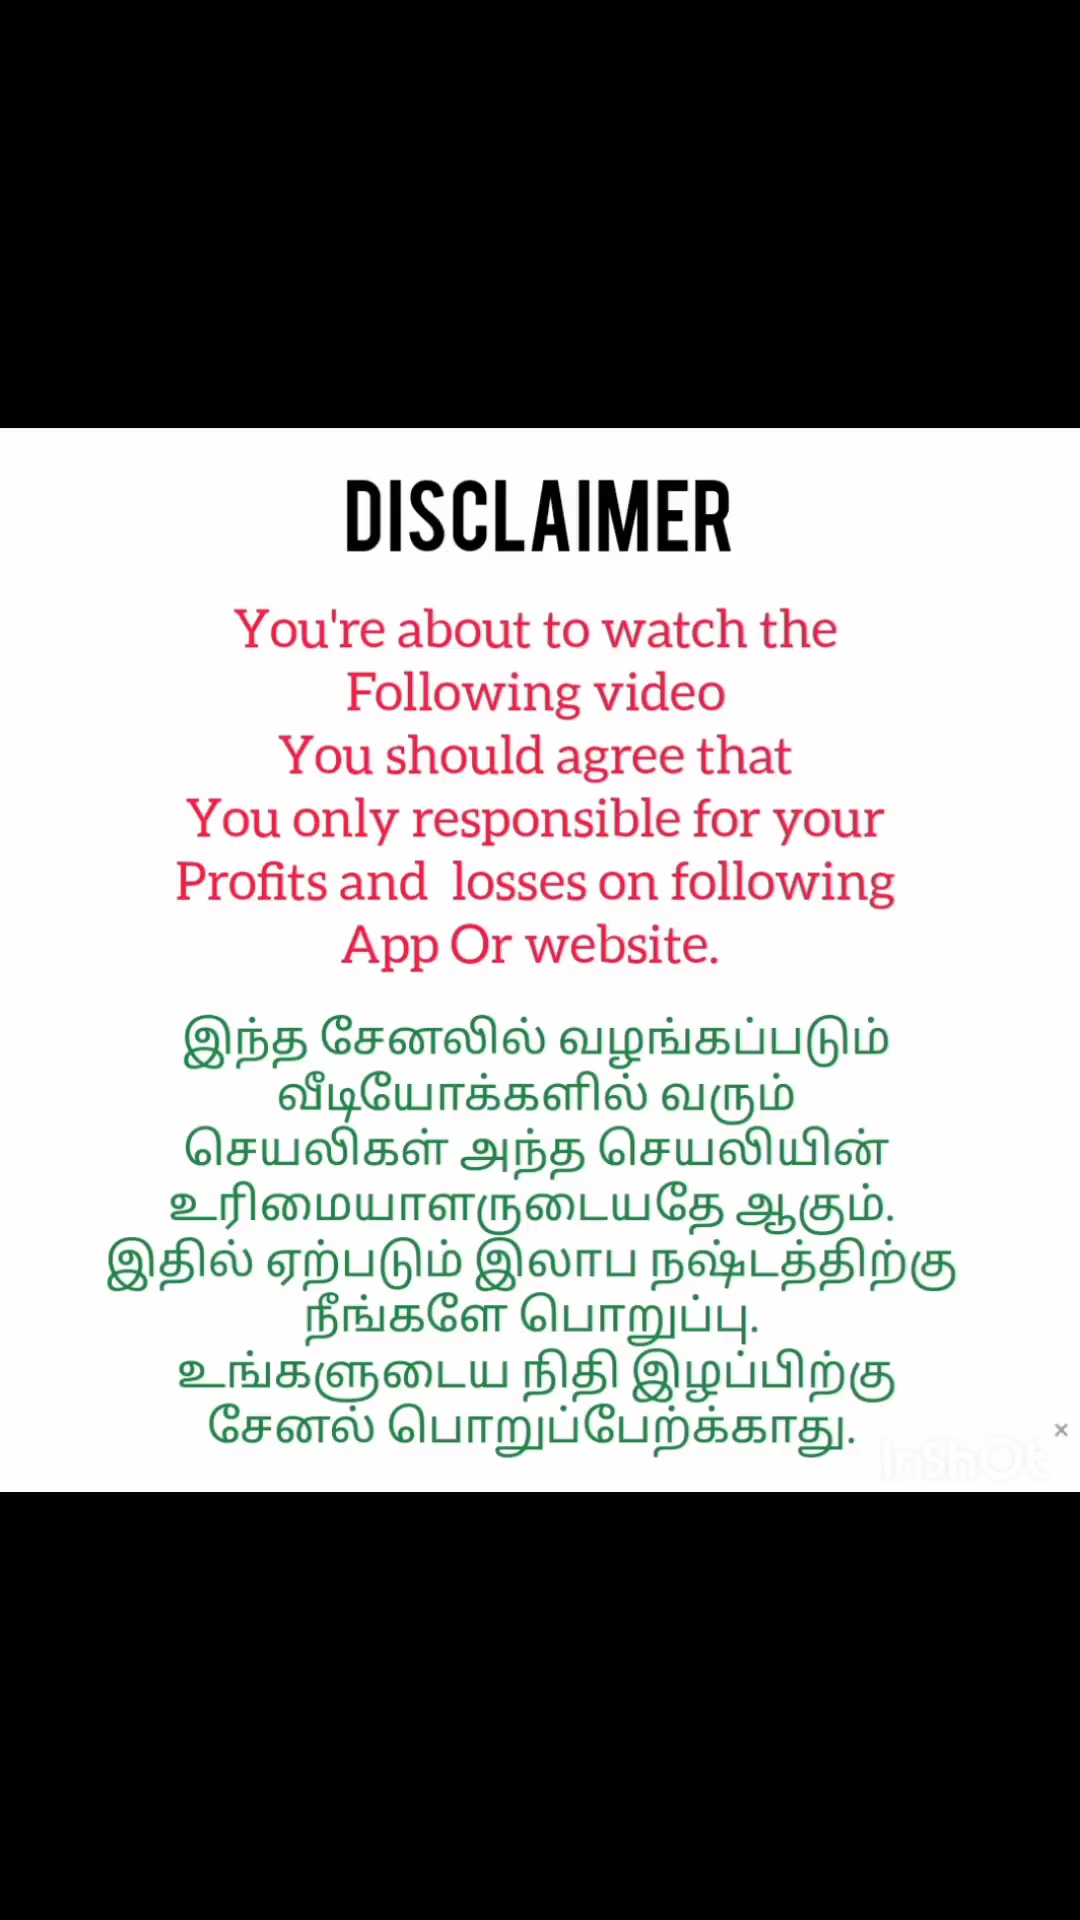 DISCLAIMER
You're about to watch the
Following video
You should agree that
You only responsible for your
Profits and  losses on following
App Or website.
இந்த சேனலில் வழங்கப்படும்
வீடியோக்களில் வரும்
செயலிகள் அந்த செயலியின்
உரிமையாளருடையதே ஆகும்.
இதில் ஏற்படும் இலாப நஷ்டத்திற்கு
நீங்களே பொறுப்பு.
உங்களுடைய நிதி இழப்பிற்கு
சேனல் பொறுப்பேற்க்காது.
InShOt